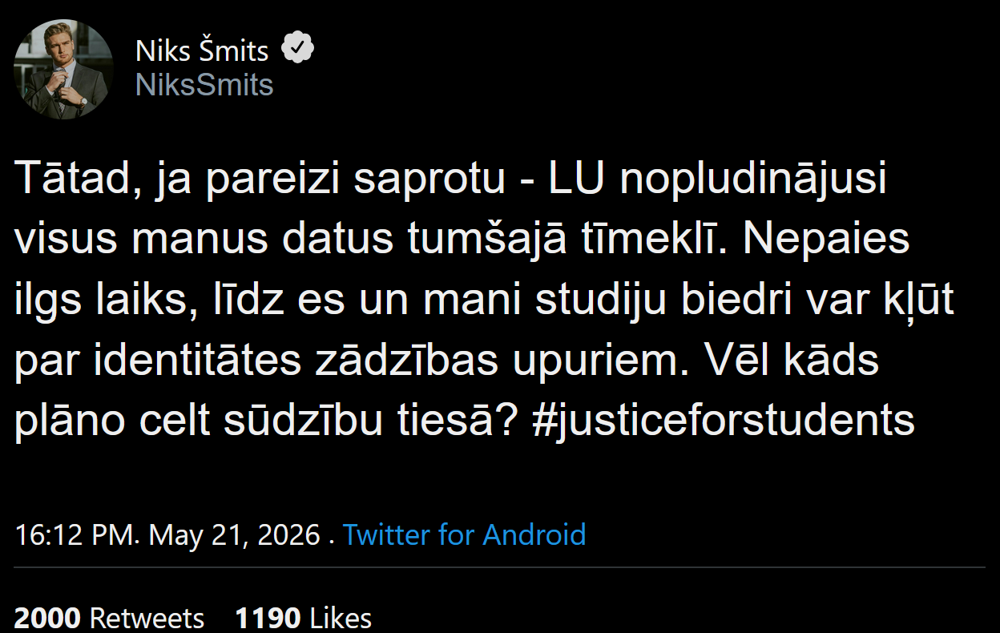 Niks Šmits
NiksSmits
Tātad, ja pareizi saprotu - LU nopludinājusi
visus manus datus tumšajā tīmeklī. Nepaies
ilgs laiks, līdz es un mani studiju biedri var kļūt
par identitātes zādzības upuriem. Vēl kāds
plāno celt sūdzību tiesā? #justiceforstudents
16:12 PM. May 21, 2026 . Twitter for Android
2000 Retweets 1190 Likes